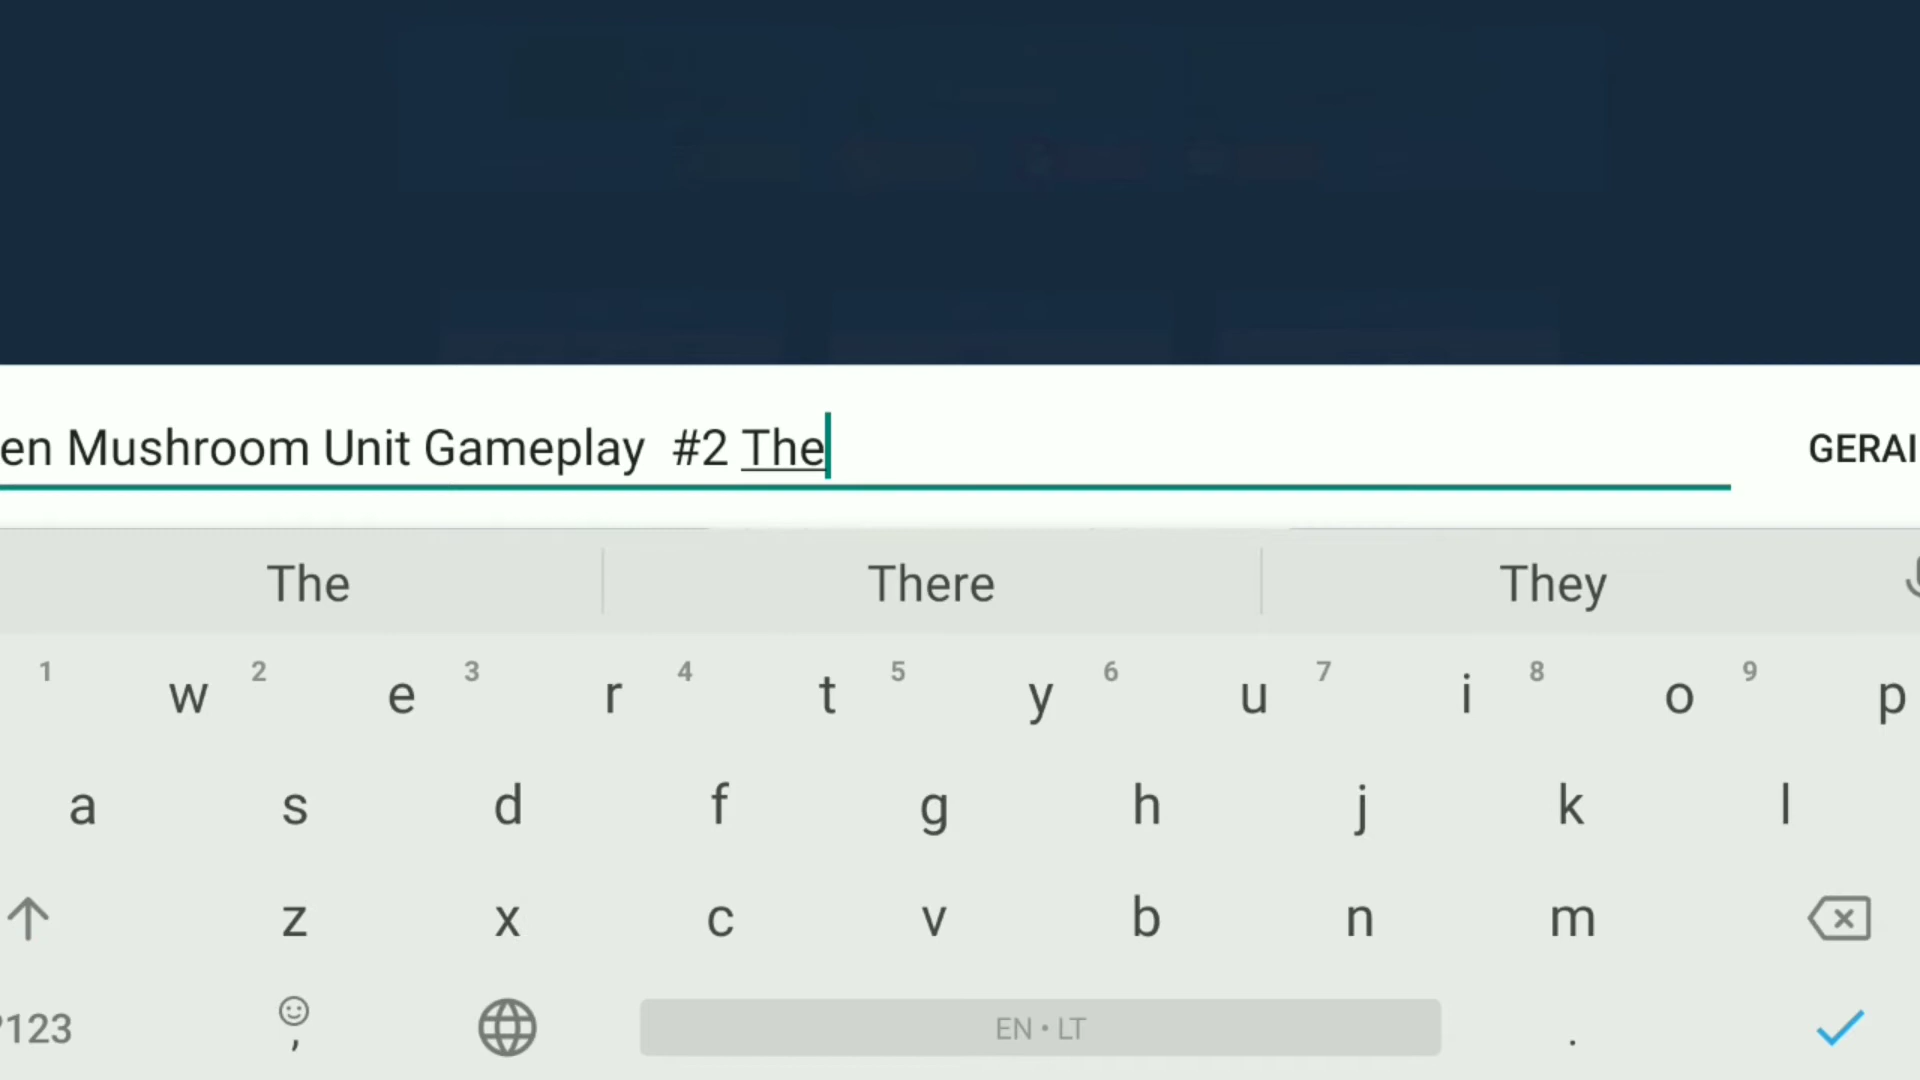 en Mushroom Unit Gameplay  #2 The
GERAI
The There They
1 2 3 4 5 6 7 8 9
w e r t y u i o p
a s d f g h j k l
z x c v b n m
?123 , EN • LT .